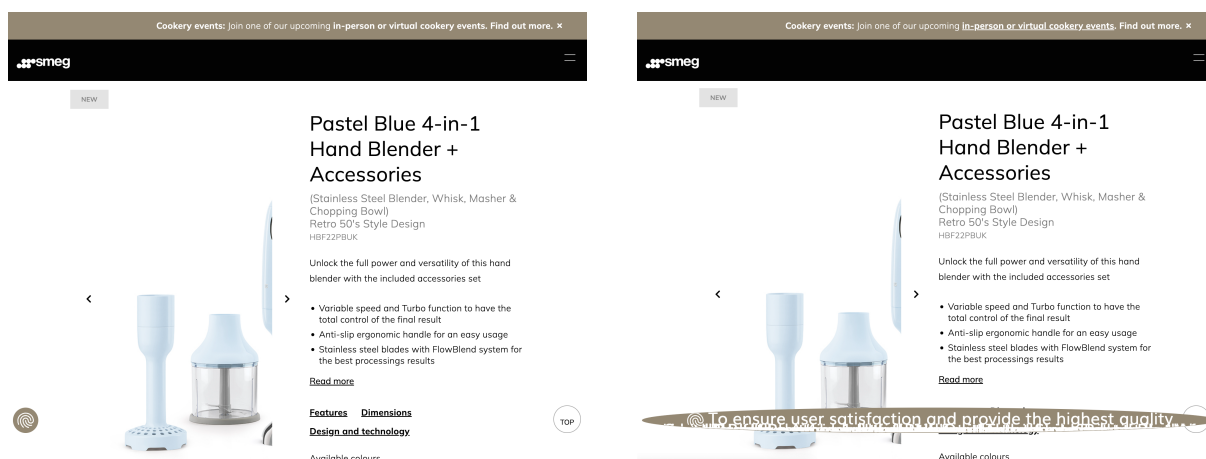 Cookery events: Join one of our upcoming in-person or virtual cookery events. Find out more. ×
smeg
NEW
Pastel Blue 4-in-1
Hand Blender +
Accessories
(Stainless Steel Blender, Whisk, Masher &
Chopping Bowl)
Retro 50's Style Design
HBF22PBUK
Unlock the full power and versatility of this hand
blender with the included accessories set
• Variable speed and Turbo function to have the
total control of the final result
• Anti-slip ergonomic handle for an easy usage
• Stainless steel blades with FlowBlend system for
the best processings results
Read more
Features Dimensions
TOP
Design and technology
Available colours
Cookery events: Join one of our upcoming in-person or virtual cookery events. Find out more. ×
smeg
NEW
Pastel Blue 4-in-1
Hand Blender +
Accessories
(Stainless Steel Blender, Whisk, Masher &
Chopping Bowl)
Retro 50's Style Design
HBF22PBUK
Unlock the full power and versatility of this hand
blender with the included accessories set
• Variable speed and Turbo function to have the
total control of the final result
• Anti-slip ergonomic handle for an easy usage
• Stainless steel blades with FlowBlend system for
the best processings results
Read more
To ensure user satisfaction and provide the highest quality
Available colours